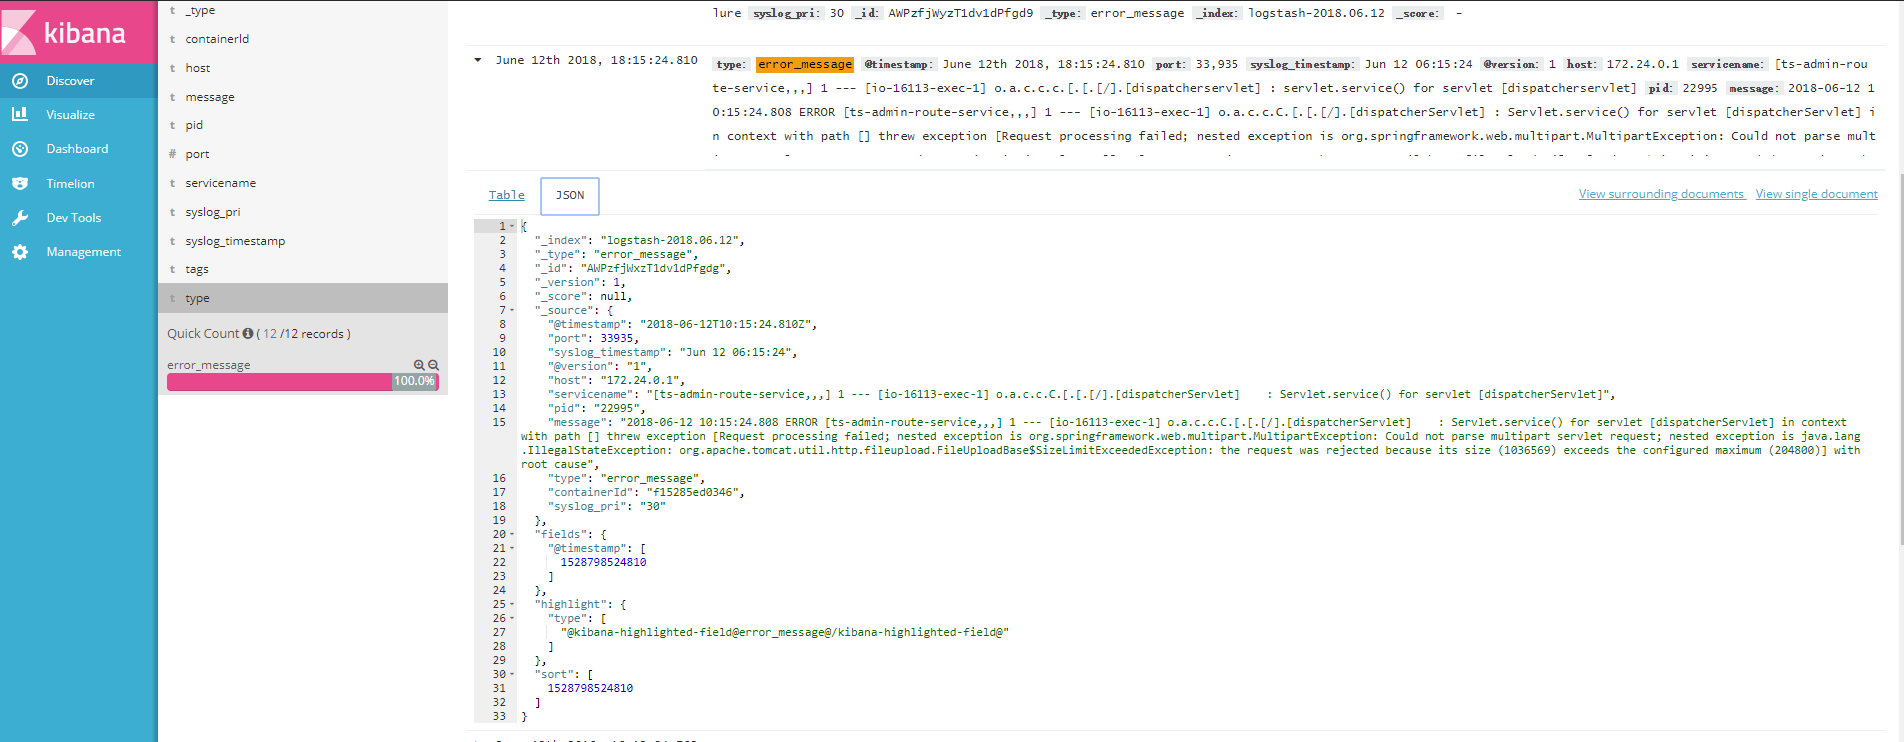 kibana
Discover
Visualize
Dashboard
Timelion
Dev Tools
Management
t _type
t containerId
t host
t message
t pid
# port
t servicename
t syslog_pri
t syslog_timestamp
t tags
t type
Quick Count ( 12 /12 records )
error_message
100.0%
lure syslog_pri: 30 _id: AWPzfjWyzT1dv1dPfgd9 _type: error_message _index: logstash-2018.06.12 _score: -
June 12th 2018, 18:15:24.810
type: error_message @timestamp: June 12th 2018, 18:15:24.810 port: 33,935 syslog_timestamp: Jun 12 06:15:24 @version: 1 host: 172.24.0.1 servicename: [ts-admin-rou
te-service,,,] 1 --- [io-16113-exec-1] o.a.c.c.c.[.[.[/].[dispatcherservlet] : servlet.service() for servlet [dispatcherservlet] pid: 22995 message: 2018-06-12 1
0:15:24.808 ERROR [ts-admin-route-service,,,] 1 --- [io-16113-exec-1] o.a.c.c.C.[.[.[/].[dispatcherServlet] : Servlet.service() for servlet [dispatcherServlet] i
n context with path [] threw exception [Request processing failed; nested exception is org.springframework.web.multipart.MultipartException: Could not parse mult
Table JSON View surrounding documents View single document
1 {
2 "_index": "logstash-2018.06.12",
3 "_type": "error_message",
4 "_id": "AWPzfjWxzT1dv1dPfgdg",
5 "_version": 1,
6 "_score": null,
7 "_source": {
8 "@timestamp": "2018-06-12T10:15:24.810Z",
9 "port": 33935,
10 "syslog_timestamp": "Jun 12 06:15:24",
11 "@version": "1",
12 "host": "172.24.0.1",
13 "servicename": "[ts-admin-route-service,,,] 1 --- [io-16113-exec-1] o.a.c.c.C.[.[.[/].[dispatcherServlet] : Servlet.service() for servlet [dispatcherServlet]",
14 "pid": "22995",
15 "message": "2018-06-12 10:15:24.808 ERROR [ts-admin-route-service,,,] 1 --- [io-16113-exec-1] o.a.c.c.C.[.[.[/].[dispatcherServlet] : Servlet.service() for servlet [dispatcherServlet] in context
with path [] threw exception [Request processing failed; nested exception is org.springframework.web.multipart.MultipartException: Could not parse multipart servlet request; nested exception is java.lang
.IllegalStateException: org.apache.tomcat.util.http.fileupload.FileUploadBase$SizeLimitExceededException: the request was rejected because its size (1036569) exceeds the configured maximum (204800)] with
root cause",
16 "type": "error_message",
17 "containerId": "f15285ed0346",
18 "syslog_pri": "30"
19 },
20 "fields": {
21 "@timestamp": [
22 1528798524810
23 ]
24 },
25 "highlight": {
26 "type": [
27 "@kibana-highlighted-field@error_message@/kibana-highlighted-field@"
28 ]
29 },
30 "sort": [
31 1528798524810
32 ]
33 }